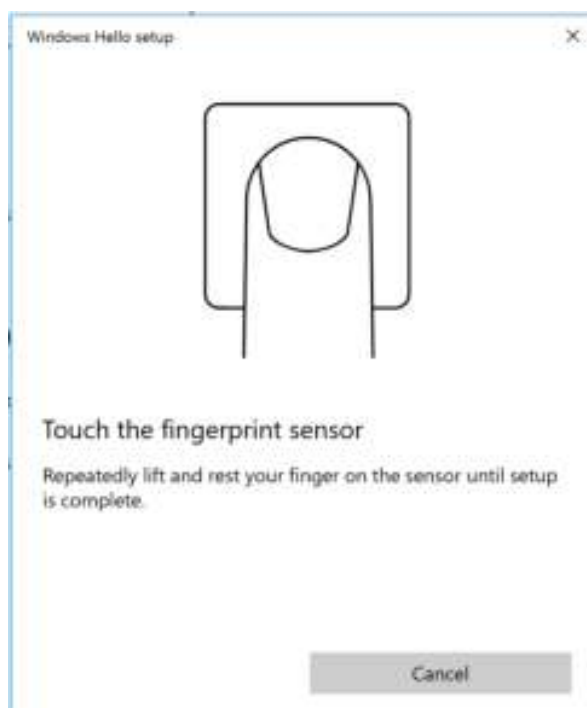 Windows Hello setup
Touch the fingerprint sensor
Repeatedly lift and rest your finger on the sensor until setup
is complete.
Cancel